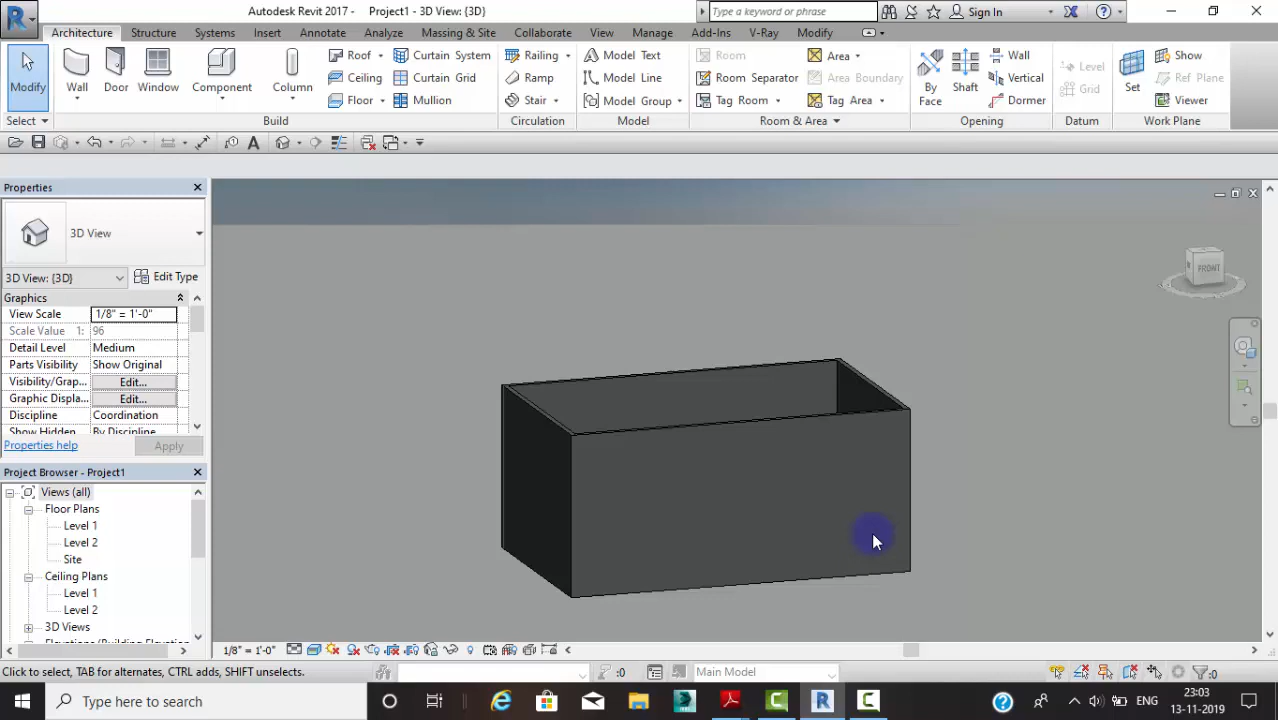 Autodesk Revit 2017 - Project1 - 3D View: {3D}
Type a keyword or phrase
Sign In
Architecture Structure Systems Insert Annotate Analyze Massing & Site Collaborate View Manage Add-Ins V-Ray Modify
Modify
Wall
Door
Window
Component
Column
Roof
Ceiling
Floor
Curtain System
Curtain Grid
Mullion
Railing
Ramp
Stair
Model Text
Model Line
Model Group
Room
Room Separator
Tag Room
Area
Area Boundary
Tag Area
By
Face
Shaft
Wall
Vertical
Dormer
Level
Grid
Set
Show
Ref Plane
Viewer
Select Build Circulation Model Room & Area Opening Datum Work Plane
Properties
3D View
3D View: {3D} Edit Type
Graphics
View Scale 1/8" = 1'-0"
Scale Value 1: 96
Detail Level Medium
Parts Visibility Show Original
Visibility/Grap... Edit...
Graphic Displa... Edit...
Discipline Coordination
Show Hidden By Discipline
Properties help Apply
Project Browser - Project1
Views (all)
Floor Plans
Level 1
Level 2
Site
Ceiling Plans
Level 1
Level 2
3D Views
Elevations (Building Elevation
FRONT
1/8" = 1'-0"
Click to select, TAB for alternates, CTRL adds, SHIFT unselects.
:0
Main Model
:0
Type here to search
ENG
23:03
13-11-2019